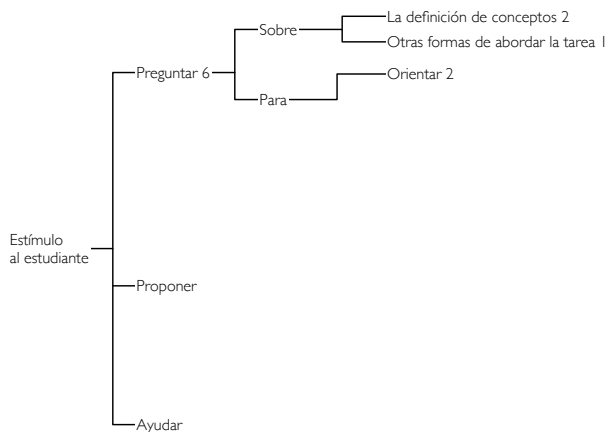 La definición de conceptos 2
Sobre
Otras formas de abordar la tarea 1
Preguntar 6
Orientar 2
Para
Estímulo
al estudiante
Proponer
Ayudar